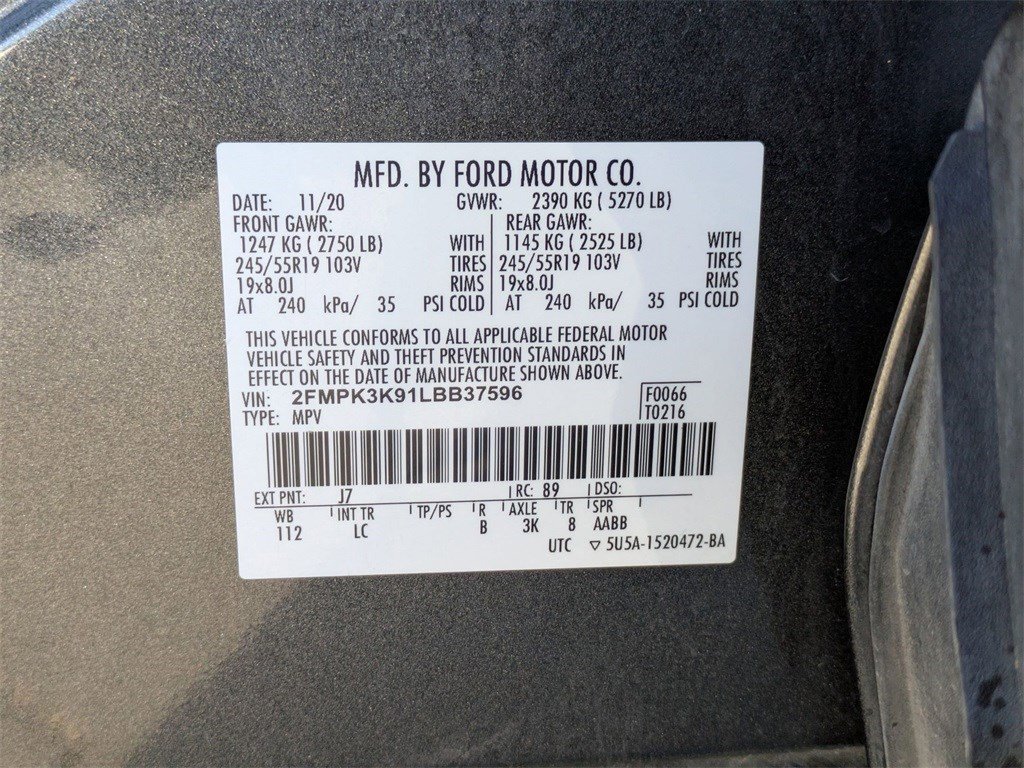 MFD. BY FORD MOTOR CO.
DATE: 11/20 GVWR: 2390 KG ( 5270 LB)
FRONT GAWR: REAR GAWR:
1247 KG ( 2750 LB) WITH 1145 KG ( 2525 LB) WITH
245/55R19 103V TIRES 245/55R19 103V TIRES
19x8.0J RIMS 19x8.0J RIMS
AT 240 kPa/ 35 PSI COLD AT 240 kPa/ 35 PSI COLD
THIS VEHICLE CONFORMS TO ALL APPLICABLE FEDERAL MOTOR
VEHICLE SAFETY AND THEFT PREVENTION STANDARDS IN
EFFECT ON THE DATE OF MANUFACTURE SHOWN ABOVE.
VIN: 2FMPK3K91LBB37596 F0066
TYPE: MPV T0216
EXT PNT: J7 RC: 89 DSO:
WB INT TR TP/PS R AXLE TR SPR
112 LC B 3K 8 AABB
UTC ▽ 5U5A-1520472-BA